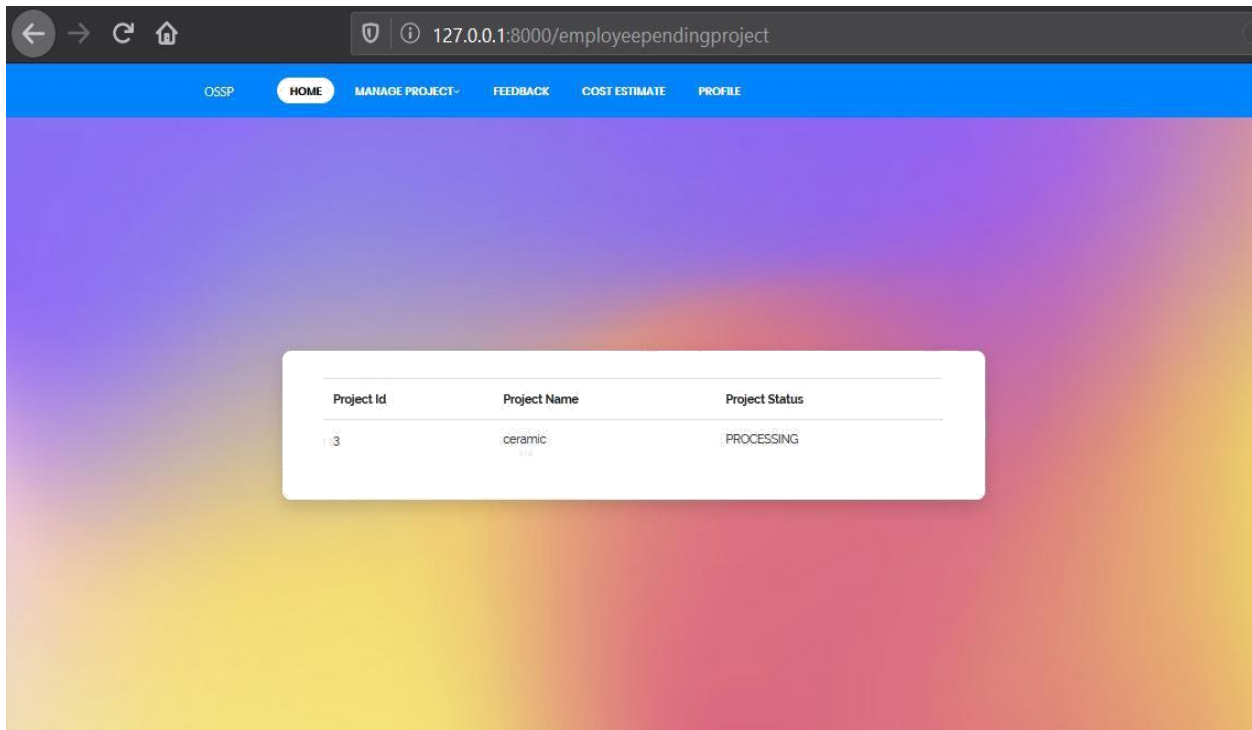 127.0.0.1:8000/employeependingproject
OSSP HOME MANAGE PROJECT FEEDBACK COST ESTIMATE PROFILE
Project Id Project Name Project Status
3 ceramic PROCESSING